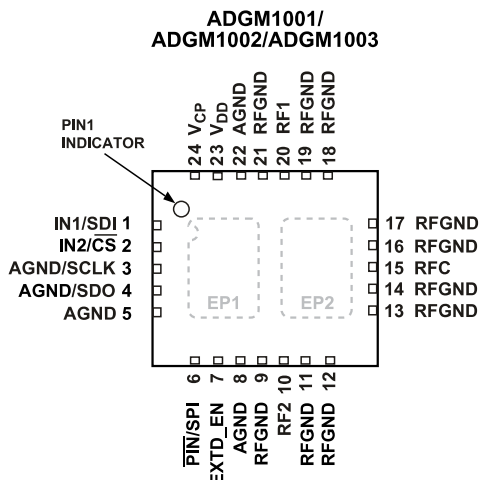 ADGM1001/
ADGM1002/ADGM1003
PIN1
INDICATOR
24 VCP
23 VDD
22 AGND
21 RFGND
20 RF1
19 RFGND
18 RFGND
IN1/SDI 1
IN2/C̅S̅ 2
AGND/SCLK 3
AGND/SDO 4
AGND 5
17 RFGND
16 RFGND
15 RFC
14 RFGND
13 RFGND
EP1
EP2
P̅I̅N̅/SPI 6
EXTD_EN 7
AGND 8
RFGND 9
RF2 10
RFGND 11
RFGND 12